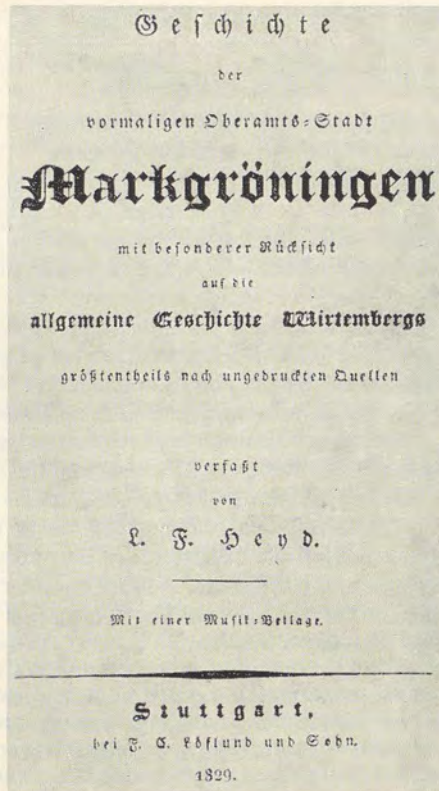 Geschichte
der
vormaligen Oberamts-Stadt
Markgröningen
mit besonderer Rücksicht
auf die
allgemeine Geschichte Wirtembergs
größtentheils nach ungedruckten Quellen
verfaßt
von
L. F. Heyd.
Mit einer Musik-Beilage.
Stuttgart,
bei F. C. Löflund und Sohn.
1829.